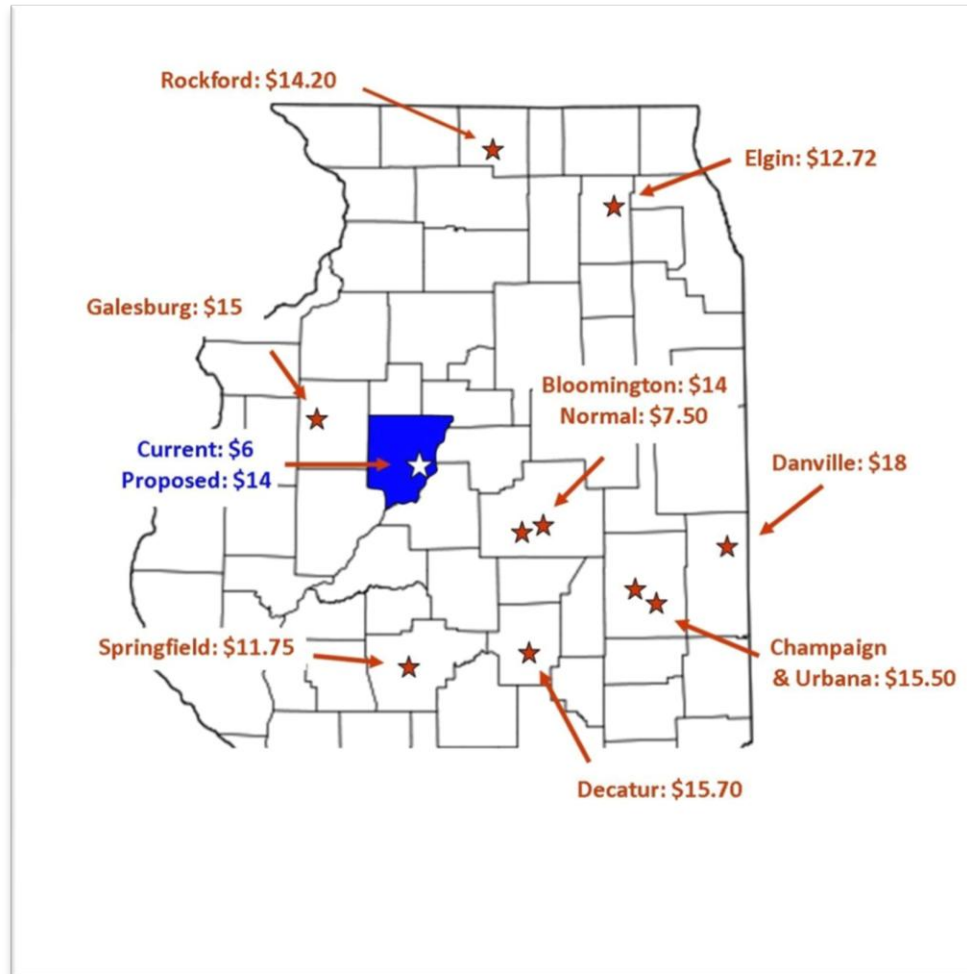 Rockford: $14.20
Elgin: $12.72
Galesburg: $15
Bloomington: $14
Normal: $7.50
Current: $6
Proposed: $14
Danville: $18
Springfield: $11.75
Champaign
& Urbana: $15.50
Decatur: $15.70